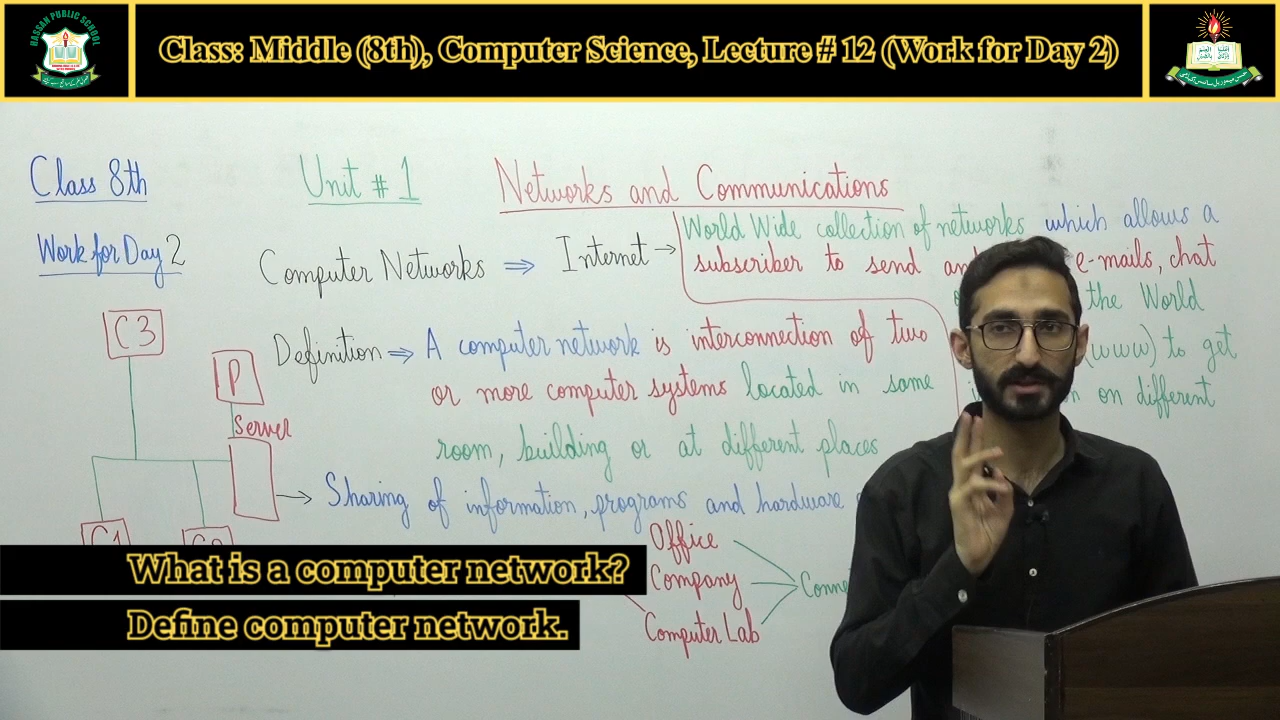 HASSAN PUBLIC SCHOOL
Class: Middle (8th), Computer Science, Lecture # 12 (Work for Day 2)
Class 8th
Unit # 1
Networks and Communications
Work for Day 2
Computer Networks ⇒ Internet →
World Wide collection of networks which allows a
subscriber to send and e-mails, chat
the World
(www) to get
on different
C3
P
Server
Definition ⇒ A computer network is interconnection of two
or more computer systems located in same
room, building or at different places
→ Sharing of information, programs and hardware
C1
Office
Company
Computer Lab
What is a computer network?
Define computer network.